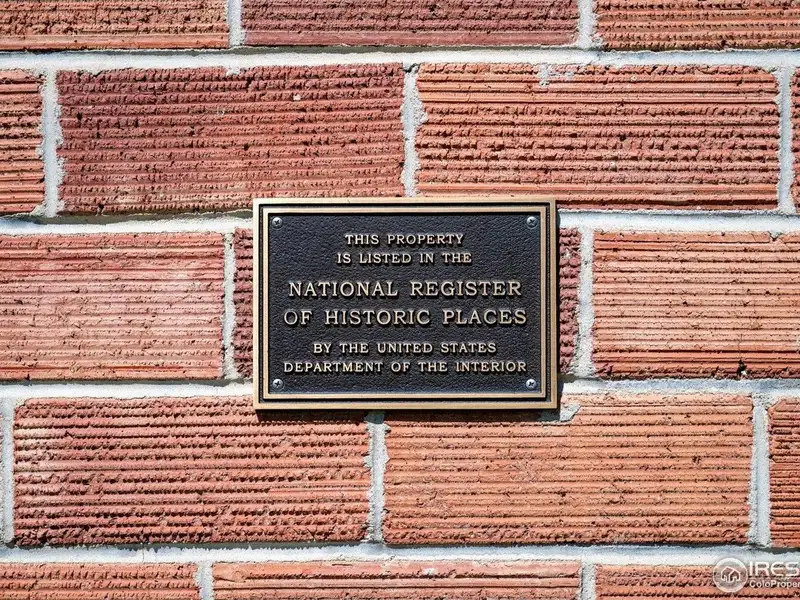 THIS PROPERTY
IS LISTED IN THE
NATIONAL REGISTER
OF HISTORIC PLACES
BY THE UNITED STATES
DEPARTMENT OF THE INTERIOR
IRES